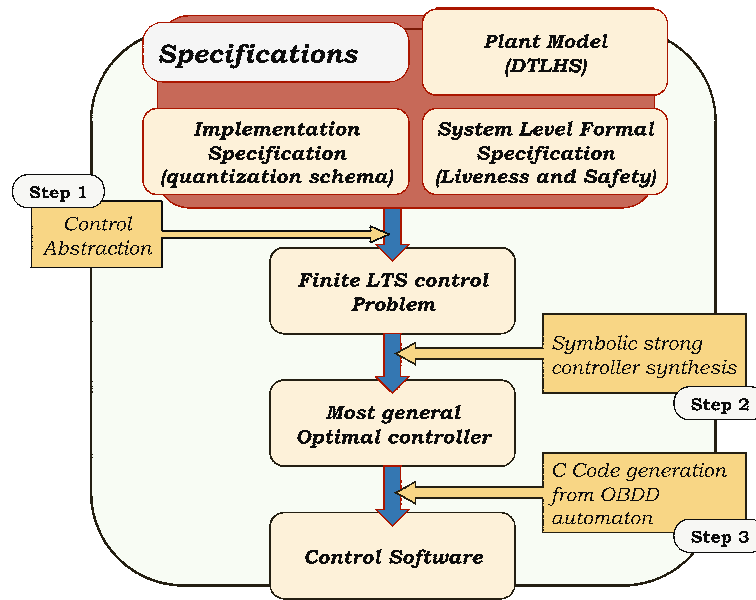 Specifications
Plant Model
(DTLHS)
Implementation
Specification
(quantization schema)
System Level Formal
Specification
(Liveness and Safety)
Step 1
Control
Abstraction
Finite LTS control
Problem
Symbolic strong
controller synthesis
Step 2
Most general
Optimal controller
C Code generation
from OBDD
automaton
Step 3
Control Software